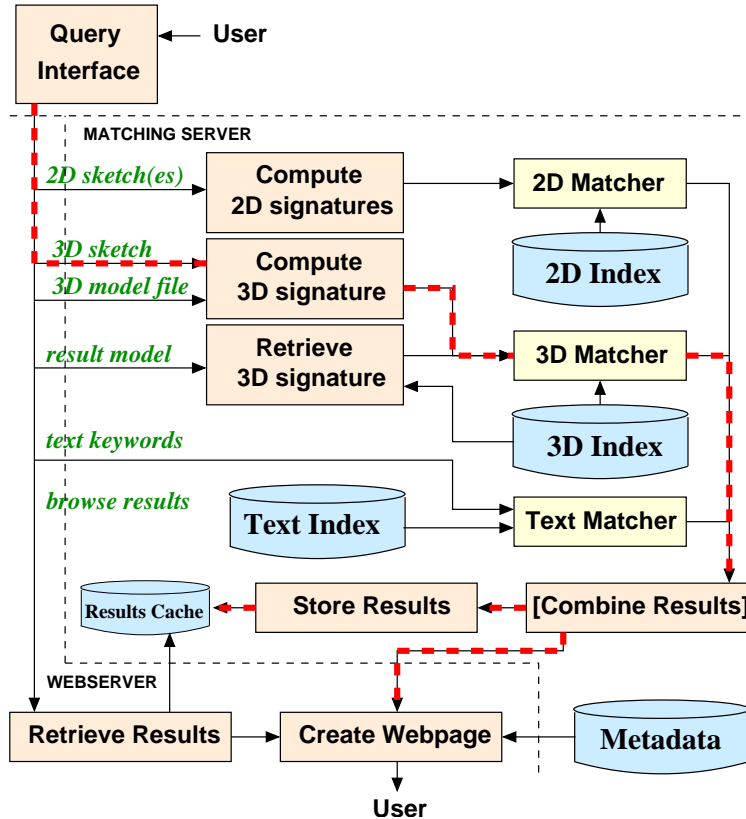 Query
Interface
User
MATCHING SERVER
2D sketch(es)
Compute
2D signatures
2D Matcher
2D Index
3D sketch
3D model file
Compute
3D signature
result model
Retrieve
3D signature
3D Matcher
3D Index
text keywords
browse results
Text Index
Text Matcher
Results Cache
Store Results
[Combine Results]
WEBSERVER
Retrieve Results
Create Webpage
Metadata
User